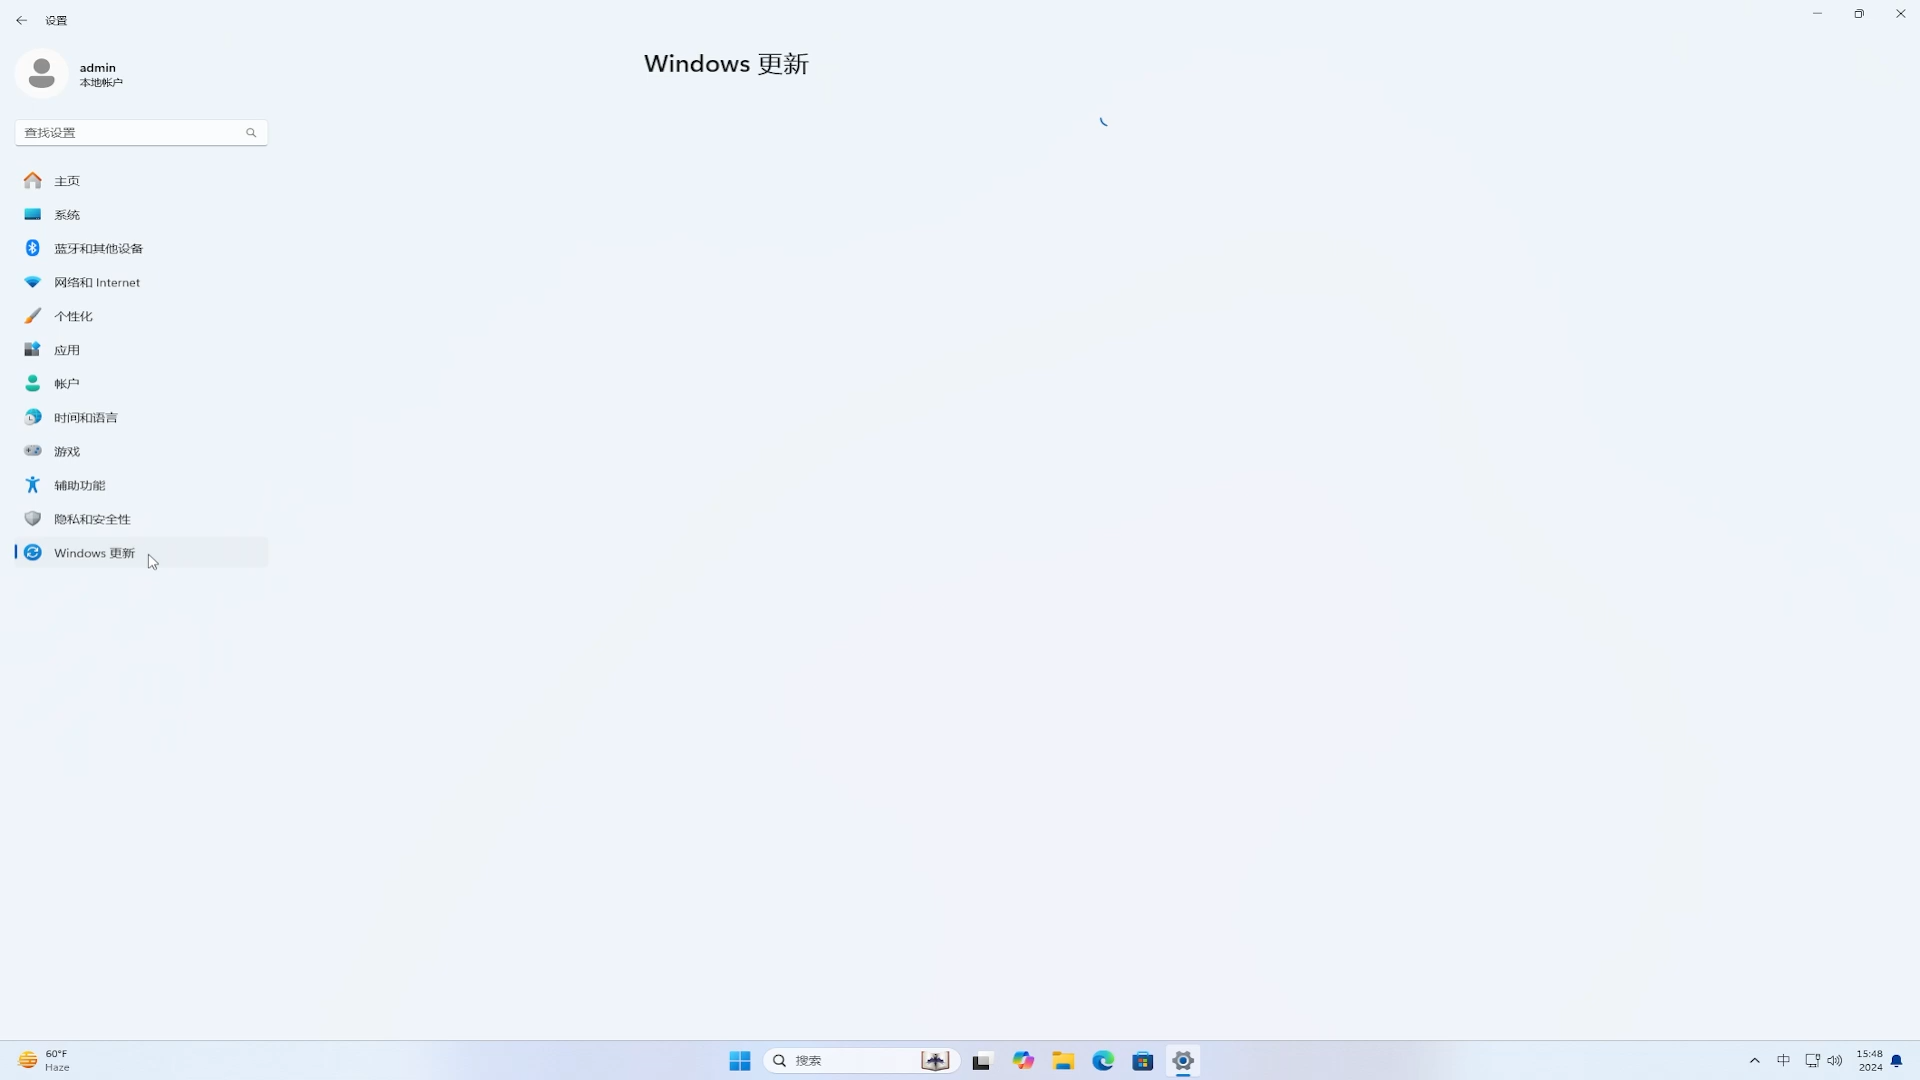 设置
admin
本地帐户
Windows 更新
查找设置
主页
系统
蓝牙和其他设备
网络和 Internet
个性化
应用
帐户
时间和语言
游戏
辅助功能
隐私和安全性
Windows 更新
60°F
Haze
搜索
中
15:48
2024